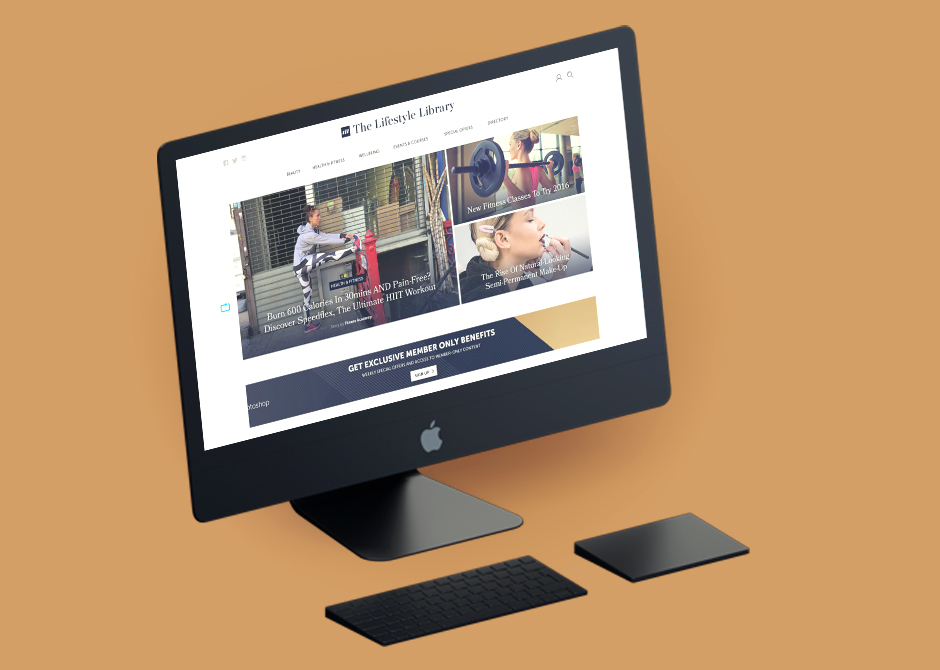 The Lifestyle Library
BEAUTY HEALTH & FITNESS WELLBEING EVENTS & COURSES SPECIAL OFFERS DIRECTORY
HEALTH & FITNESS
Burn 600 Calories In 30mins AND Pain-Free?
Discover Speedflex, The Ultimate HIIT Workout
New Fitness Classes To Try 2016
The Rise Of Natural Looking
Semi-Permanent Make-Up
GET EXCLUSIVE MEMBER ONLY BENEFITS
WEEKLY SPECIAL OFFERS AND ACCESS TO MEMBER-ONLY CONTENT
SIGN UP
otoshop